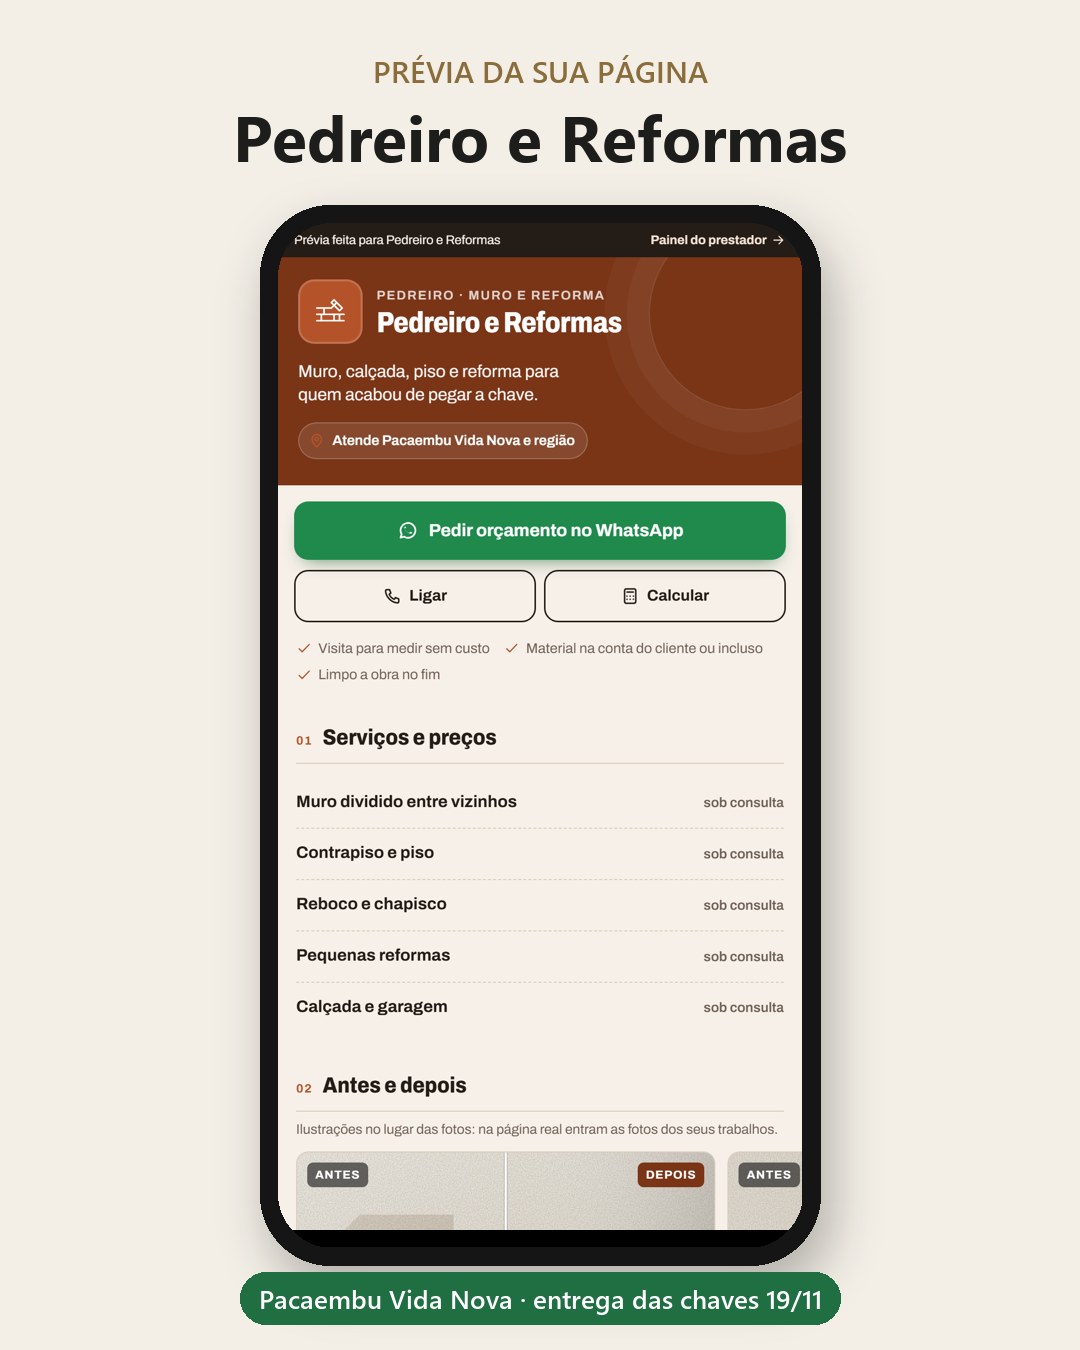 PRÉVIA DA SUA PÁGINA
Pedreiro e Reformas
Prévia feita para Pedreiro e Reformas
Painel do prestador →
PEDREIRO · MURO E REFORMA
Pedreiro e Reformas
Muro, calçada, piso e reforma para
quem acabou de pegar a chave.
Atende Pacaembu Vida Nova e região
Pedir orçamento no WhatsApp
Ligar
Calcular
Visita para medir sem custo
Material na conta do cliente ou incluso
Limpo a obra no fim
01 Serviços e preços
Muro dividido entre vizinhos sob consulta
Contrapiso e piso sob consulta
Reboco e chapisco sob consulta
Pequenas reformas sob consulta
Calçada e garagem sob consulta
02 Antes e depois
Ilustrações no lugar das fotos: na página real entram as fotos dos seus trabalhos.
ANTES
DEPOIS
ANTES
Pacaembu Vida Nova · entrega das chaves 19/11